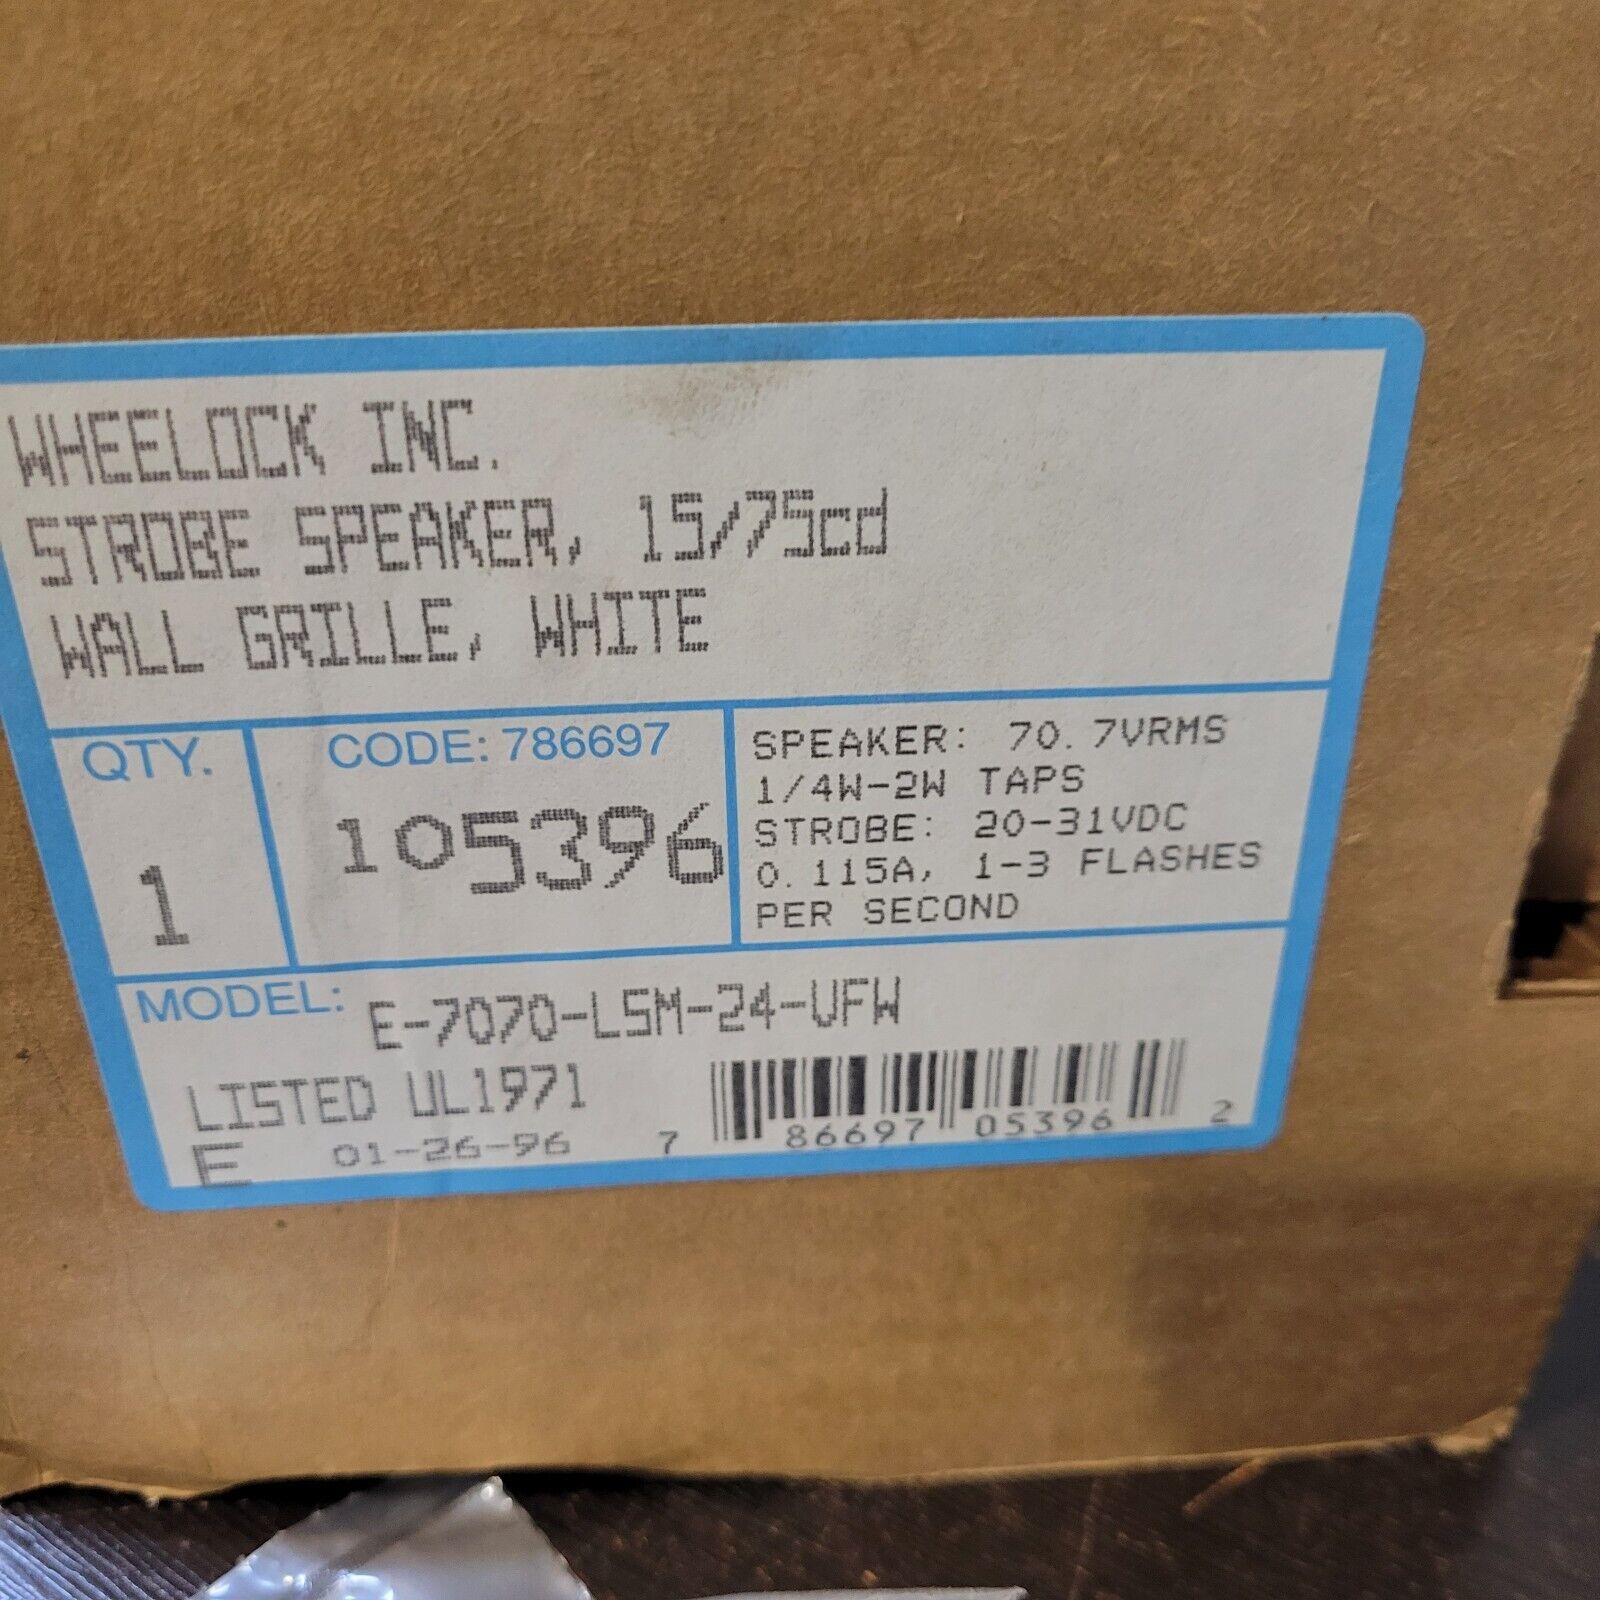 WHEELOCK INC.
STROBE SPEAKER, 15/75cd
WALL GRILLE, WHITE
QTY.
1
CODE: 786697
105396
SPEAKER: 70.7VRMS
1/4W-2W TAPS
STROBE: 20-31VDC
0.115A, 1-3 FLASHES
PER SECOND
MODEL: E-7070-LSM-24-VFW
LISTED UL1971
E 01-26-96
7 86697 05396 2